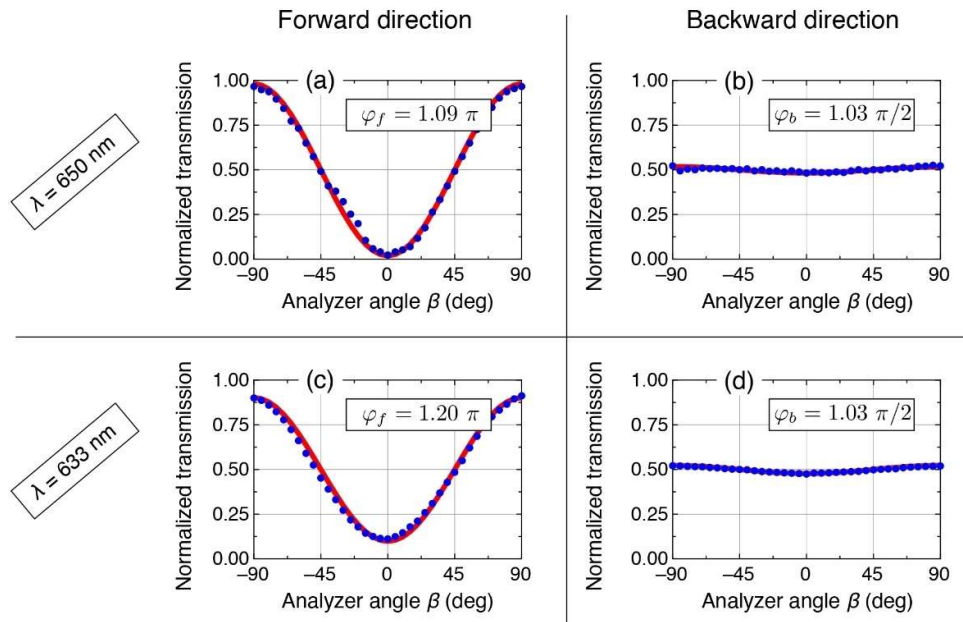 Forward direction
Backward direction
λ = 650 nm
(a)
φf = 1.09 π
Normalized transmission
1.00
0.75
0.50
0.25
0.00
−90 −45 0 45 90
Analyzer angle β (deg)
(b)
φb = 1.03 π/2
Normalized transmission
1.00
0.75
0.50
0.25
0.00
−90 −45 0 45 90
Analyzer angle β (deg)
λ = 633 nm
(c)
φf = 1.20 π
Normalized transmission
1.00
0.75
0.50
0.25
0.00
−90 −45 0 45 90
Analyzer angle β (deg)
(d)
φb = 1.03 π/2
Normalized transmission
1.00
0.75
0.50
0.25
0.00
−90 −45 0 45 90
Analyzer angle β (deg)